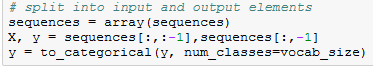 # split into input and output elements
sequences = array(sequences)
X, y = sequences[:,:-1],sequences[:,-1]
y = to_categorical(y, num_classes=vocab_size)